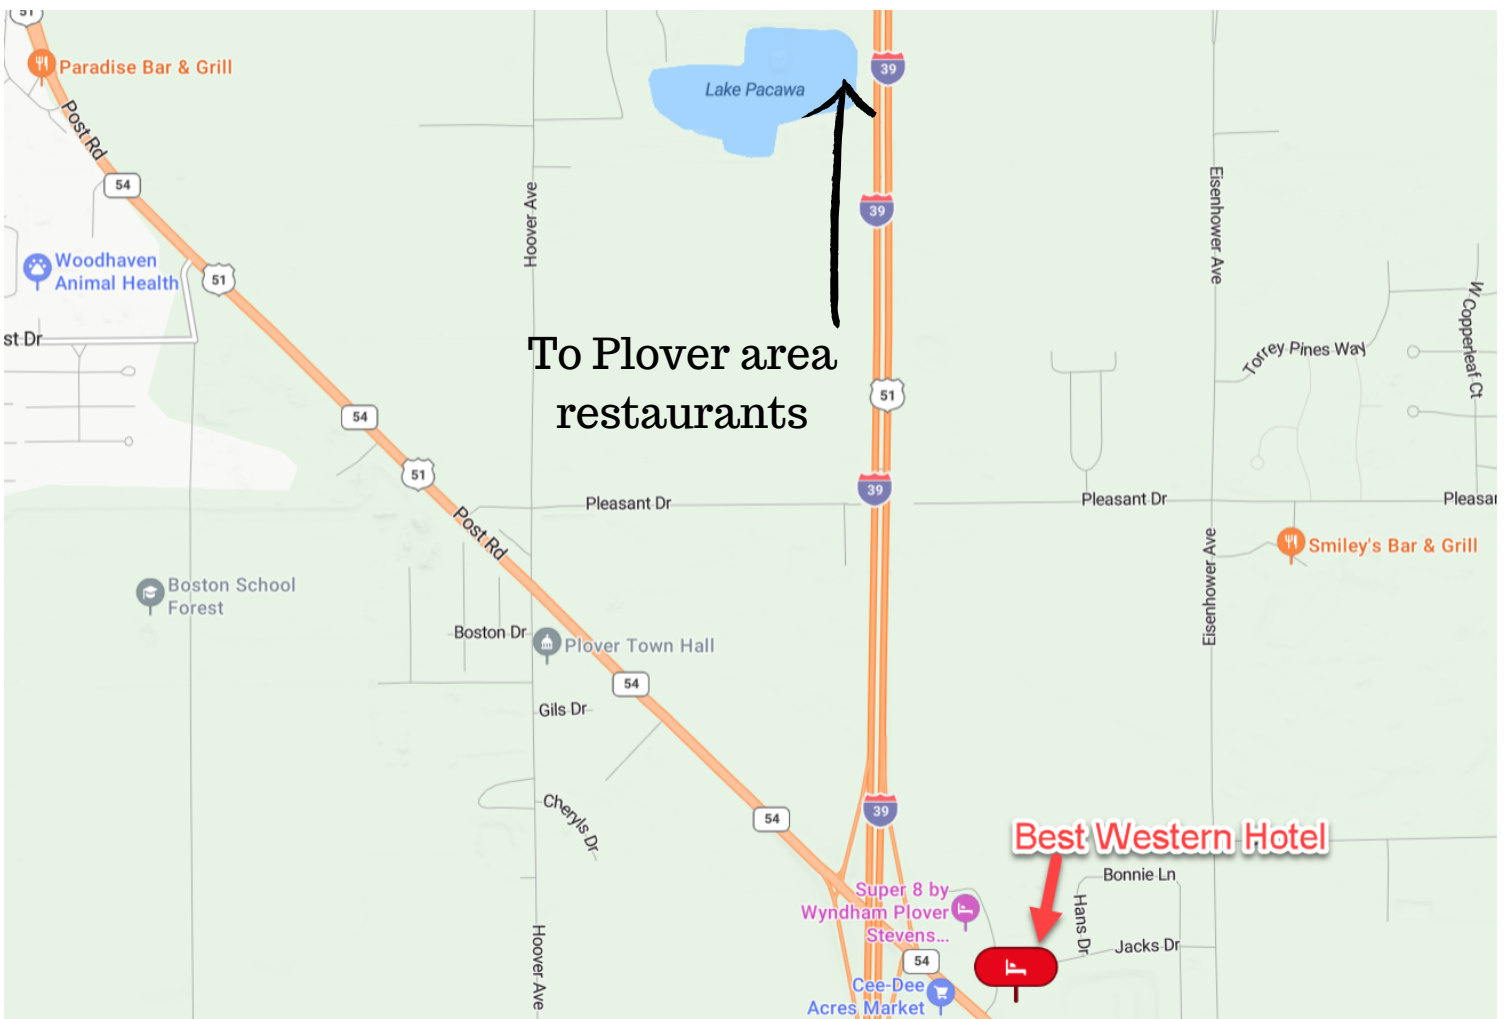 51
Paradise Bar & Grill
Post Rd
54
Woodhaven
Animal Health
51
st Dr
54
51
Post Rd
Lake Pacawa
39
39
Hoover Ave
To Plover area
restaurants
51
39
Pleasant Dr
Eisenhower Ave
W Copperleaf Ct
Torrey Pines Way
Pleasant Dr
Pleasan
Eisenhower Ave
Smiley's Bar & Grill
Boston School
Forest
Boston Dr
Plover Town Hall
54
Gils Dr
Cheryls Dr
54
39
Best Western Hotel
Super 8 by
Wyndham Plover
Stevens...
Bonnie Ln
Hans Dr
Jacks Dr
54
Hoover Ave
Cee-Dee
Acres Market